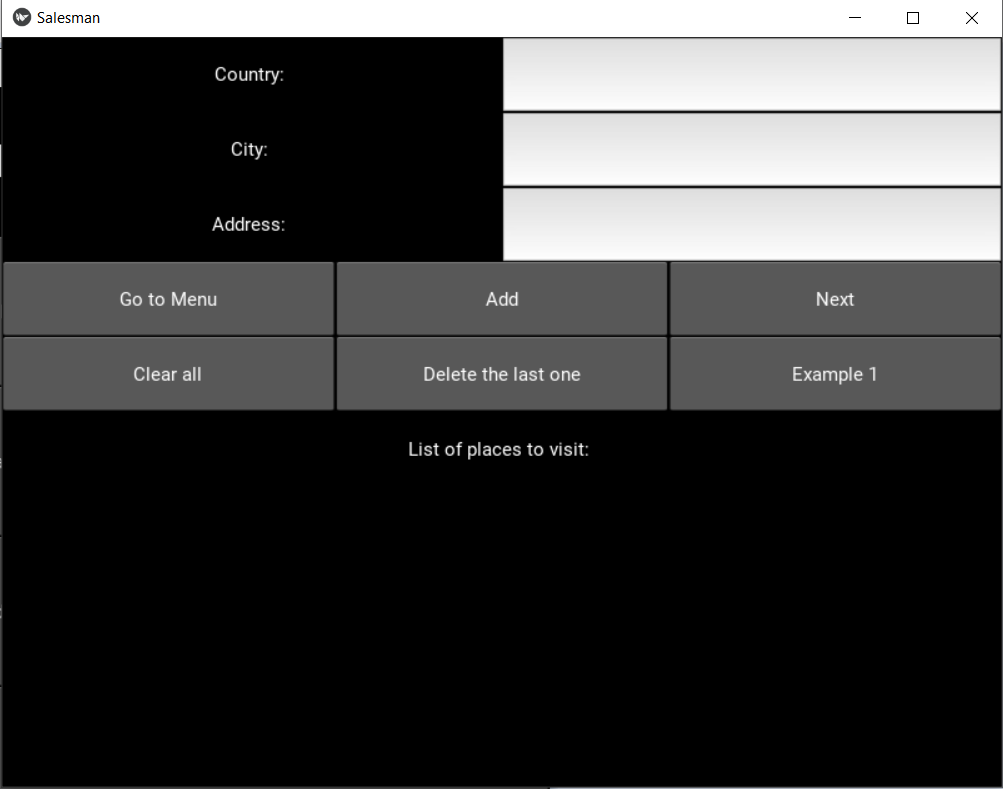 Salesman
Country:
City:
Address:
Go to Menu Add Next
Clear all Delete the last one Example 1
List of places to visit: